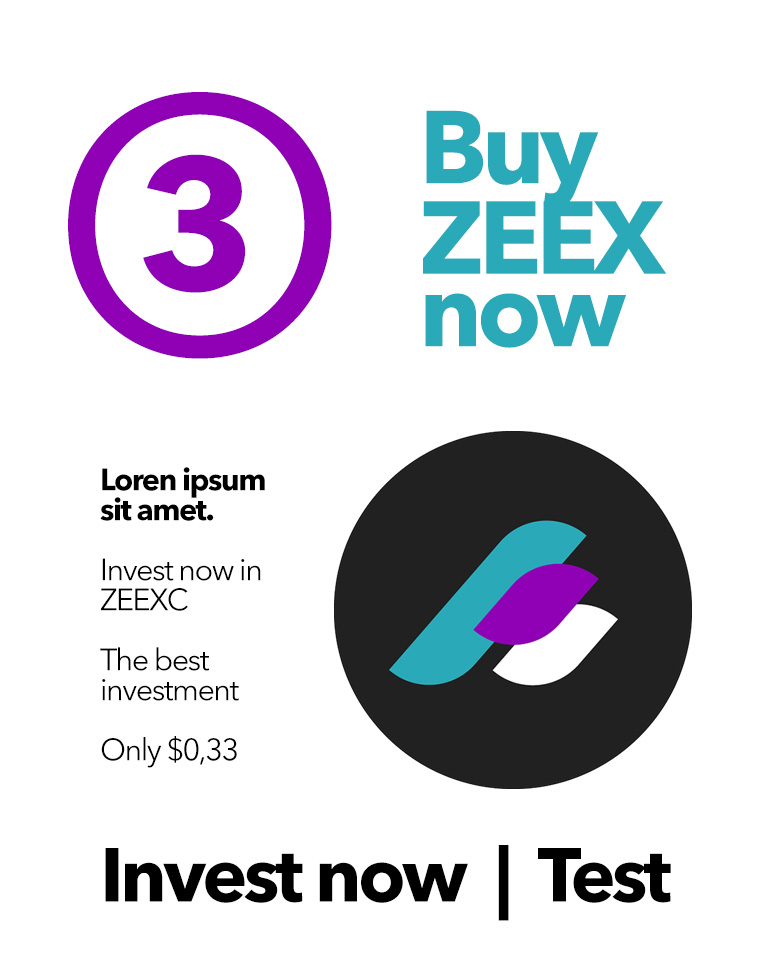 3
Buy
ZEEX
now
Loren ipsum
sit amet.
Invest now in
ZEEXC
The best
investment
Only $0,33
Invest now | Test